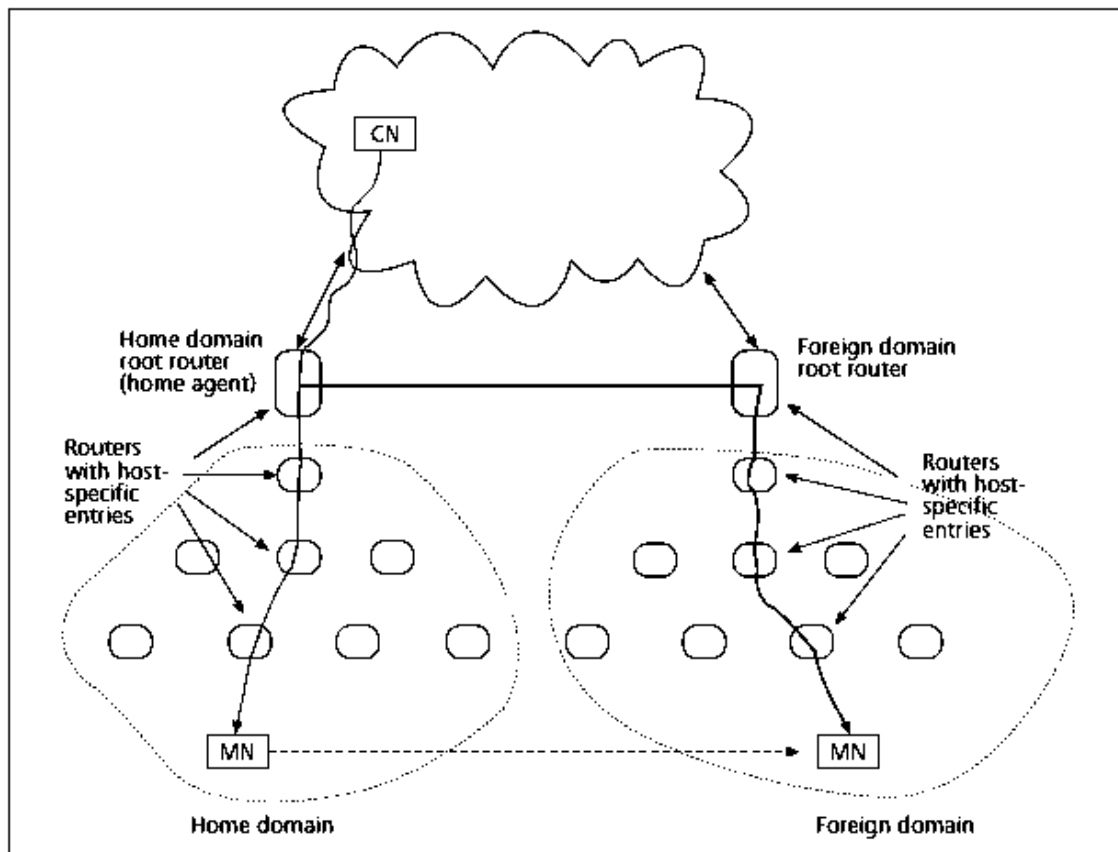 CN
Home domain
root router
(home agent)
Foreign domain
root router
Routers
with host-
specific
entries
Routers
with host-
specific
entries
MN
MN
Home domain
Foreign domain